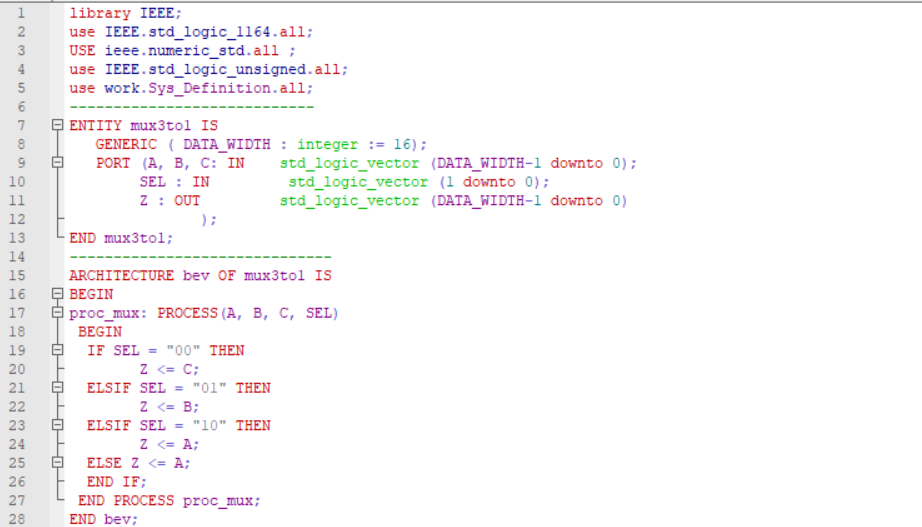 1 library IEEE;
2 use IEEE.std_logic_1164.all;
3 USE ieee.numeric_std.all ;
4 use IEEE.std_logic_unsigned.all;
5 use work.Sys_Definition.all;
6 ----------------------------
7 ENTITY mux3to1 IS
8 GENERIC ( DATA_WIDTH : integer := 16);
9 PORT (A, B, C: IN std_logic_vector (DATA_WIDTH-1 downto 0);
10 SEL : IN std_logic_vector (1 downto 0);
11 Z : OUT std_logic_vector (DATA_WIDTH-1 downto 0)
12 );
13 END mux3to1;
14 ------------------------------
15 ARCHITECTURE bev OF mux3to1 IS
16 BEGIN
17 proc_mux: PROCESS(A, B, C, SEL)
18 BEGIN
19 IF SEL = "00" THEN
20 Z <= C;
21 ELSIF SEL = "01" THEN
22 Z <= B;
23 ELSIF SEL = "10" THEN
24 Z <= A;
25 ELSE Z <= A;
26 END IF;
27 END PROCESS proc_mux;
28 END bev;